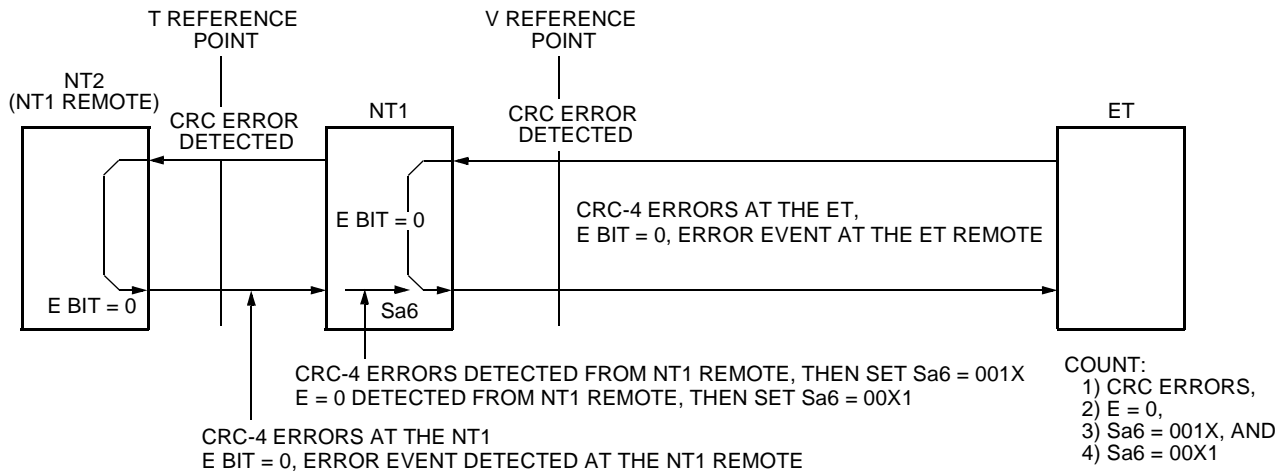 T REFERENCE
POINT
V REFERENCE
POINT
NT2
(NT1 REMOTE)
CRC ERROR
DETECTED
NT1
CRC ERROR
DETECTED
ET
E BIT = 0
CRC-4 ERRORS AT THE ET,
E BIT = 0, ERROR EVENT AT THE ET REMOTE
E BIT = 0
Sa6
CRC-4 ERRORS DETECTED FROM NT1 REMOTE, THEN SET Sa6 = 001X
E = 0 DETECTED FROM NT1 REMOTE, THEN SET Sa6 = 00X1
CRC-4 ERRORS AT THE NT1
E BIT = 0, ERROR EVENT DETECTED AT THE NT1 REMOTE
COUNT:
1) CRC ERRORS,
2) E = 0,
3) Sa6 = 001X, AND
4) Sa6 = 00X1